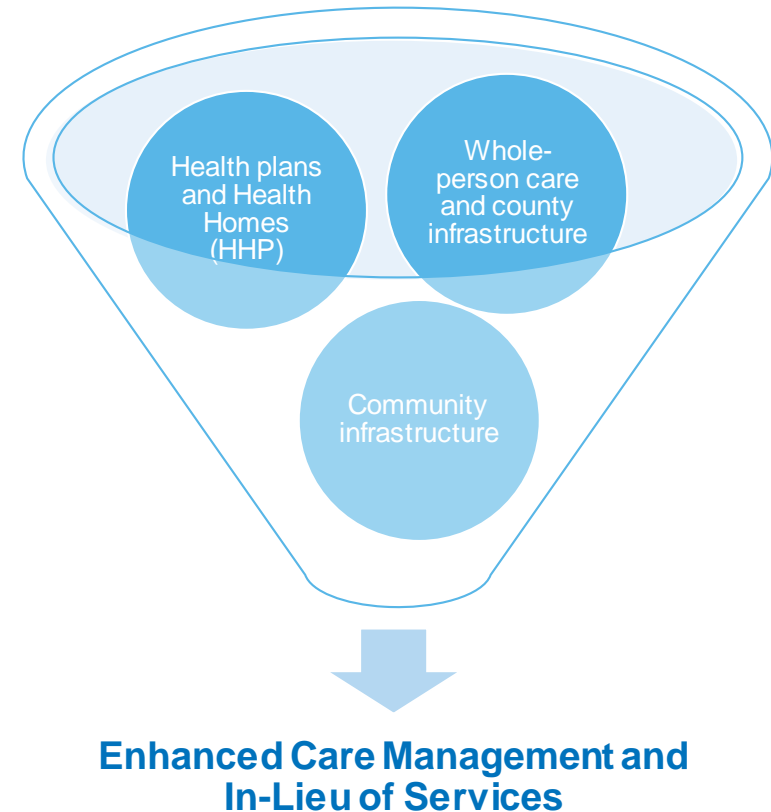 Health plans
and Health
Homes
(HHP)
Whole-
person care
and county
infrastructure
Community
infrastructure
Enhanced Care Management and
In-Lieu of Services